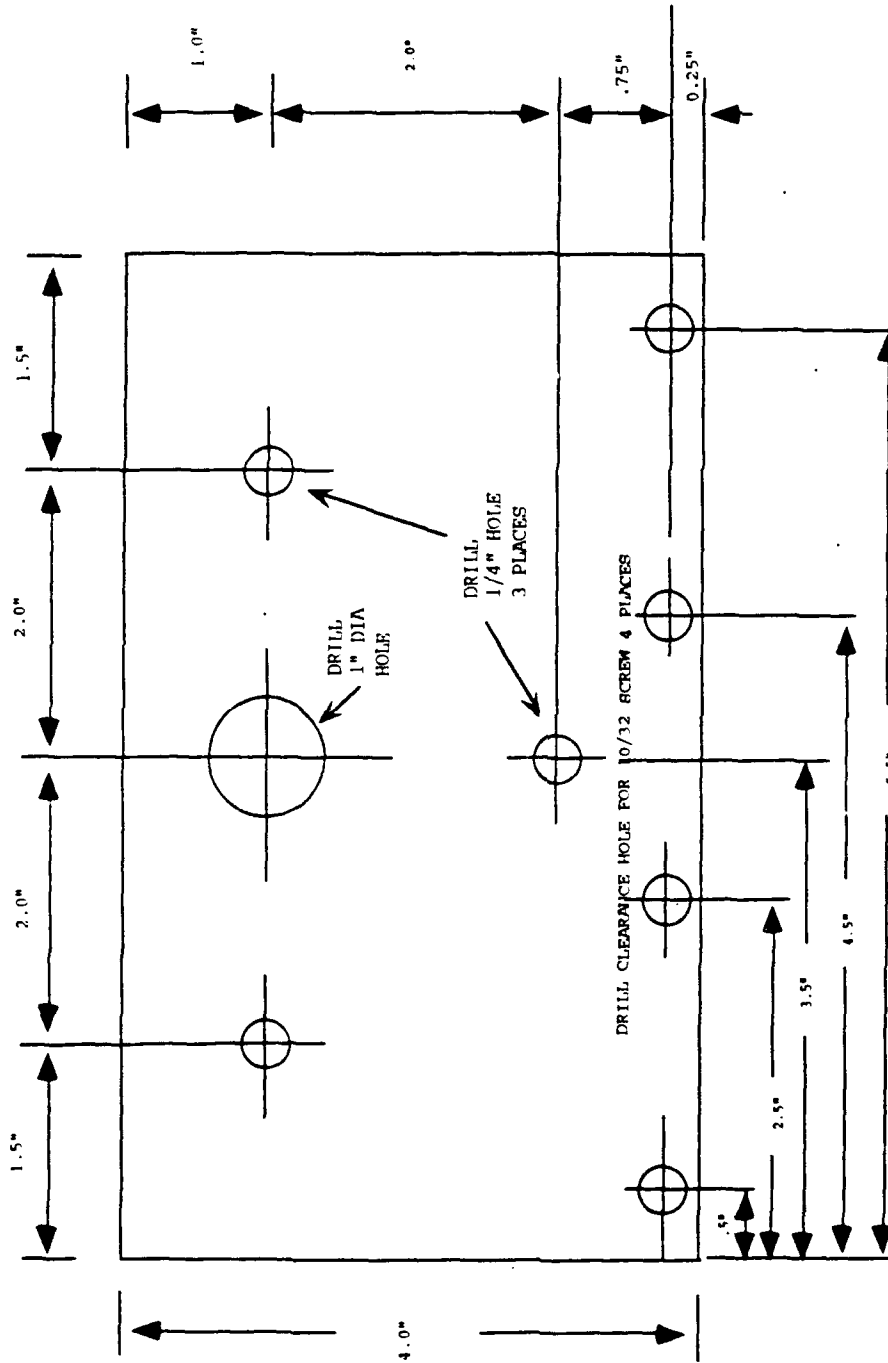 1.5"
2.0"
2.0"
1.5"
1.0"
2.0"
.75"
0.25"
4.0"
DRILL
1" DIA
HOLE
DRILL
1/4" HOLE
3 PLACES
DRILL CLEARANCE HOLE FOR 10/32 SCREW 4 PLACES
.5"
2.5"
3.5"
4.5"